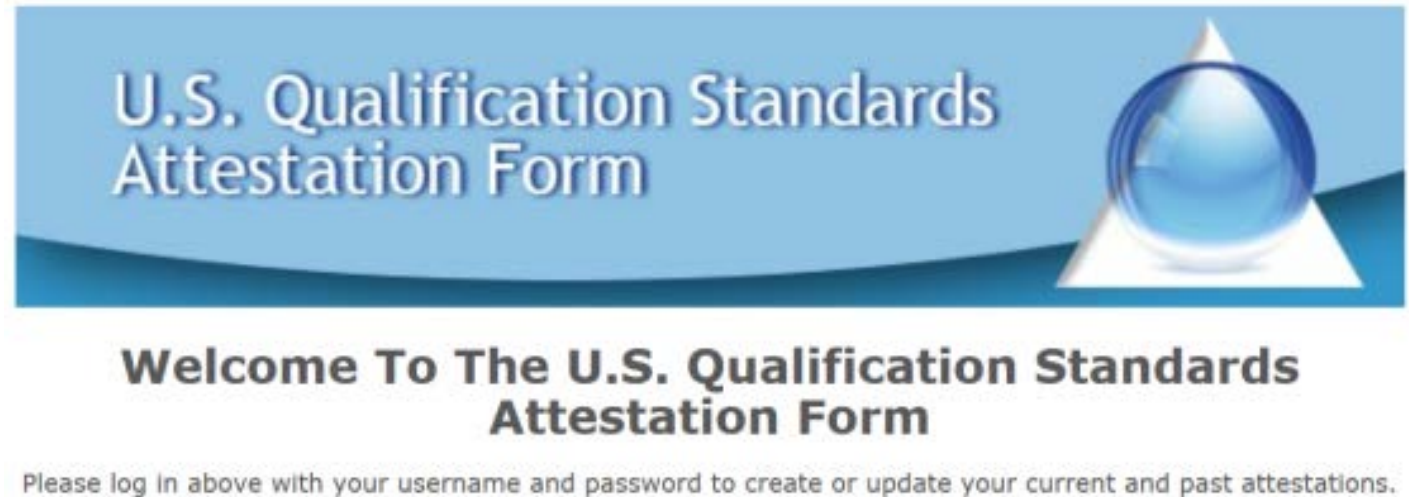 U.S. Qualification Standards
Attestation Form
Welcome To The U.S. Qualification Standards
Attestation Form
Please log in above with your username and password to create or update your current and past attestations.